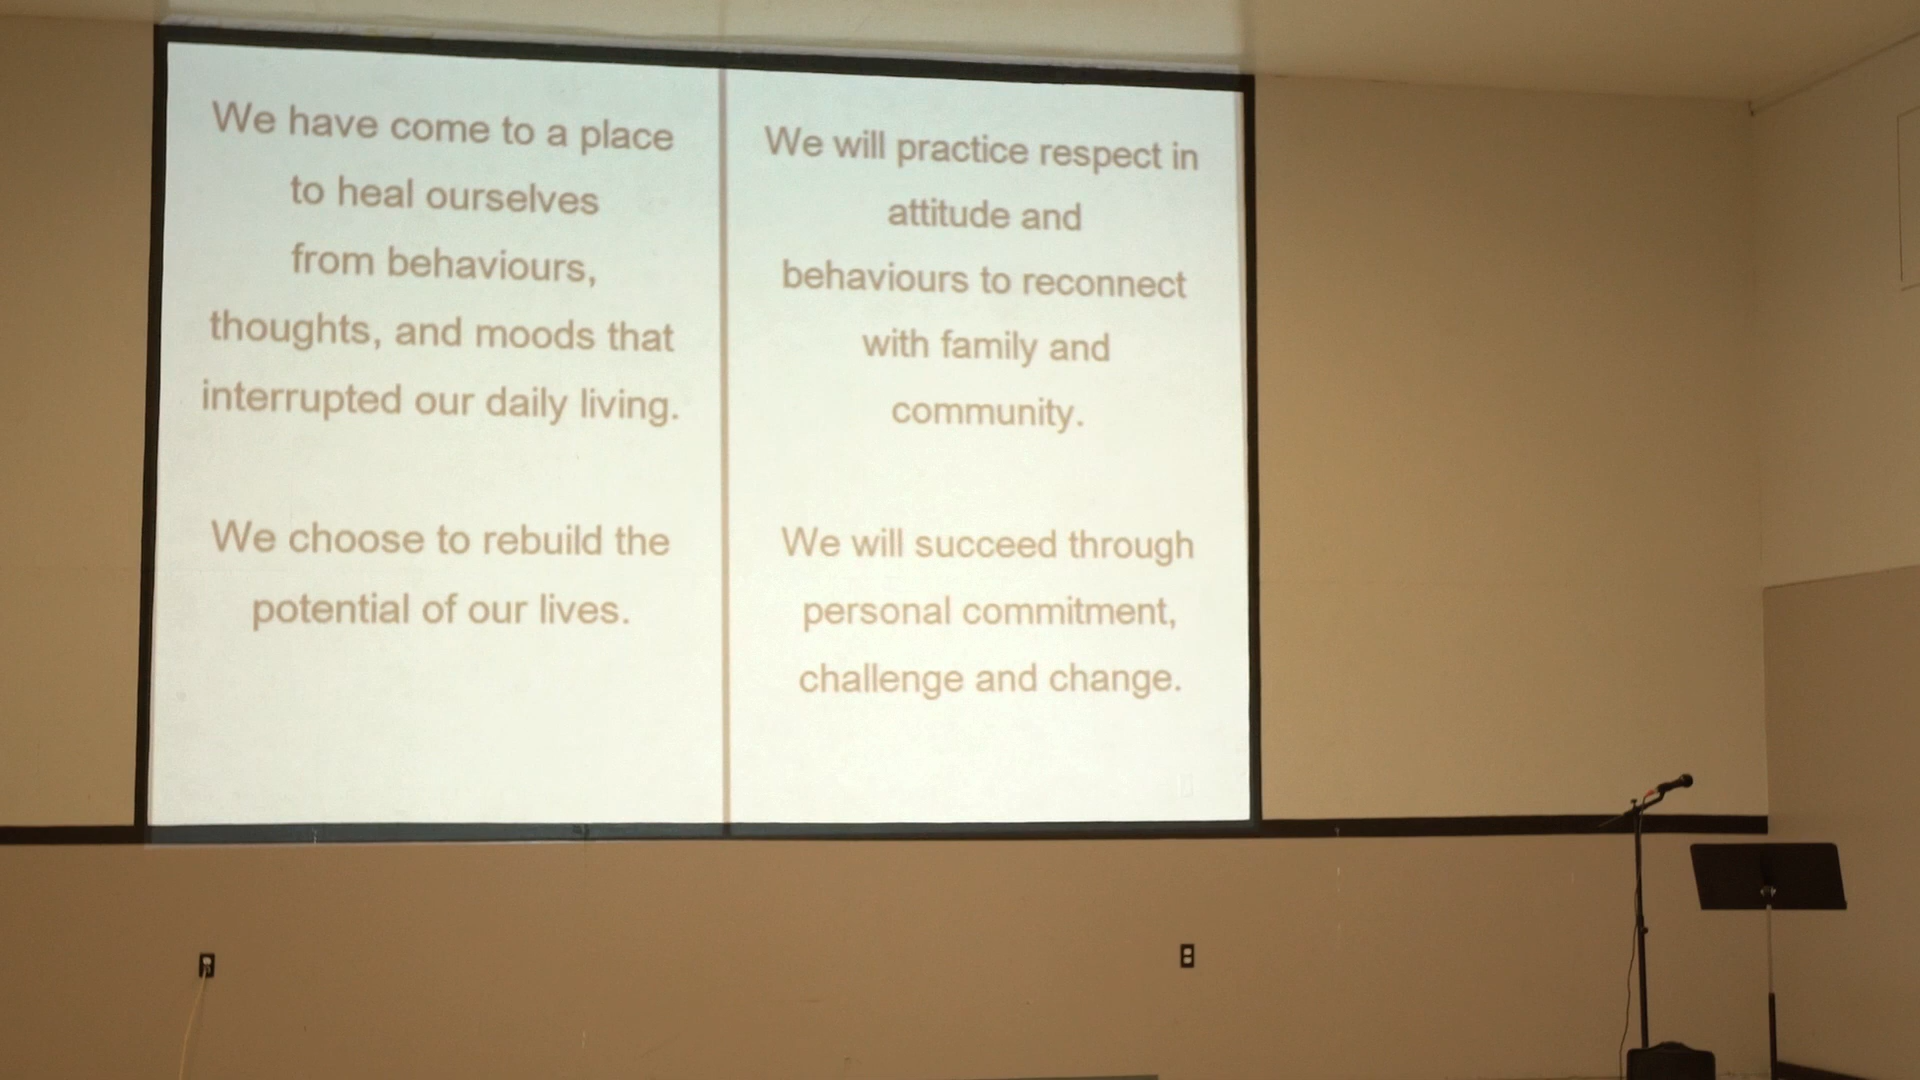 We have come to a place
to heal ourselves
from behaviours,
thoughts, and moods that
interrupted our daily living.
We choose to rebuild the
potential of our lives.
We will practice respect in
attitude and
behaviours to reconnect
with family and
community.
We will succeed through
personal commitment,
challenge and change.